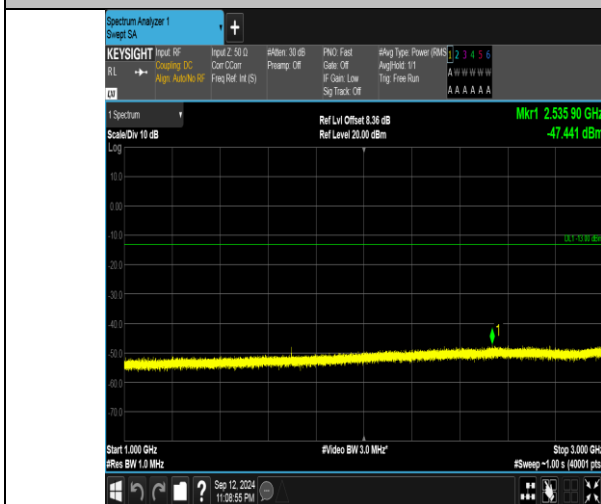 Spectrum Analyzer 1
Swept SA
+
KEYSIGHT
RL
Input: RF
Coupling: DC
Align: Auto/No RF
Input Z: 50 Ω
Corr CCorr
Freq Ref: Int (S)
#Atten: 30 dB
Preamp: Off
PNO: Fast
Gate: Off
IF Gain: Low
Sig Track: Off
#Avg Type: Power (RMS
Avg|Hold: 1/1
Trig: Free Run
1 2 3 4 5 6
A W W W W W
A A A A A A
1 Spectrum
Scale/Div 10 dB
Log
Ref Lvl Offset 8.36 dB
Ref Level 20.00 dBm
Mkr1 2.535 90 GHz
-47.441 dBm
10.0
0.00
-10.0
DL1 -13.00 dBm
-20.0
-30.0
-40.0
1
-50.0
-60.0
-70.0
Start 1.000 GHz
#Res BW 1.0 MHz
#Video BW 3.0 MHz*
Stop 3.000 GHz
#Sweep ~1.00 s (40001 pts
?
Sep 12, 2024
11:08:55 PM